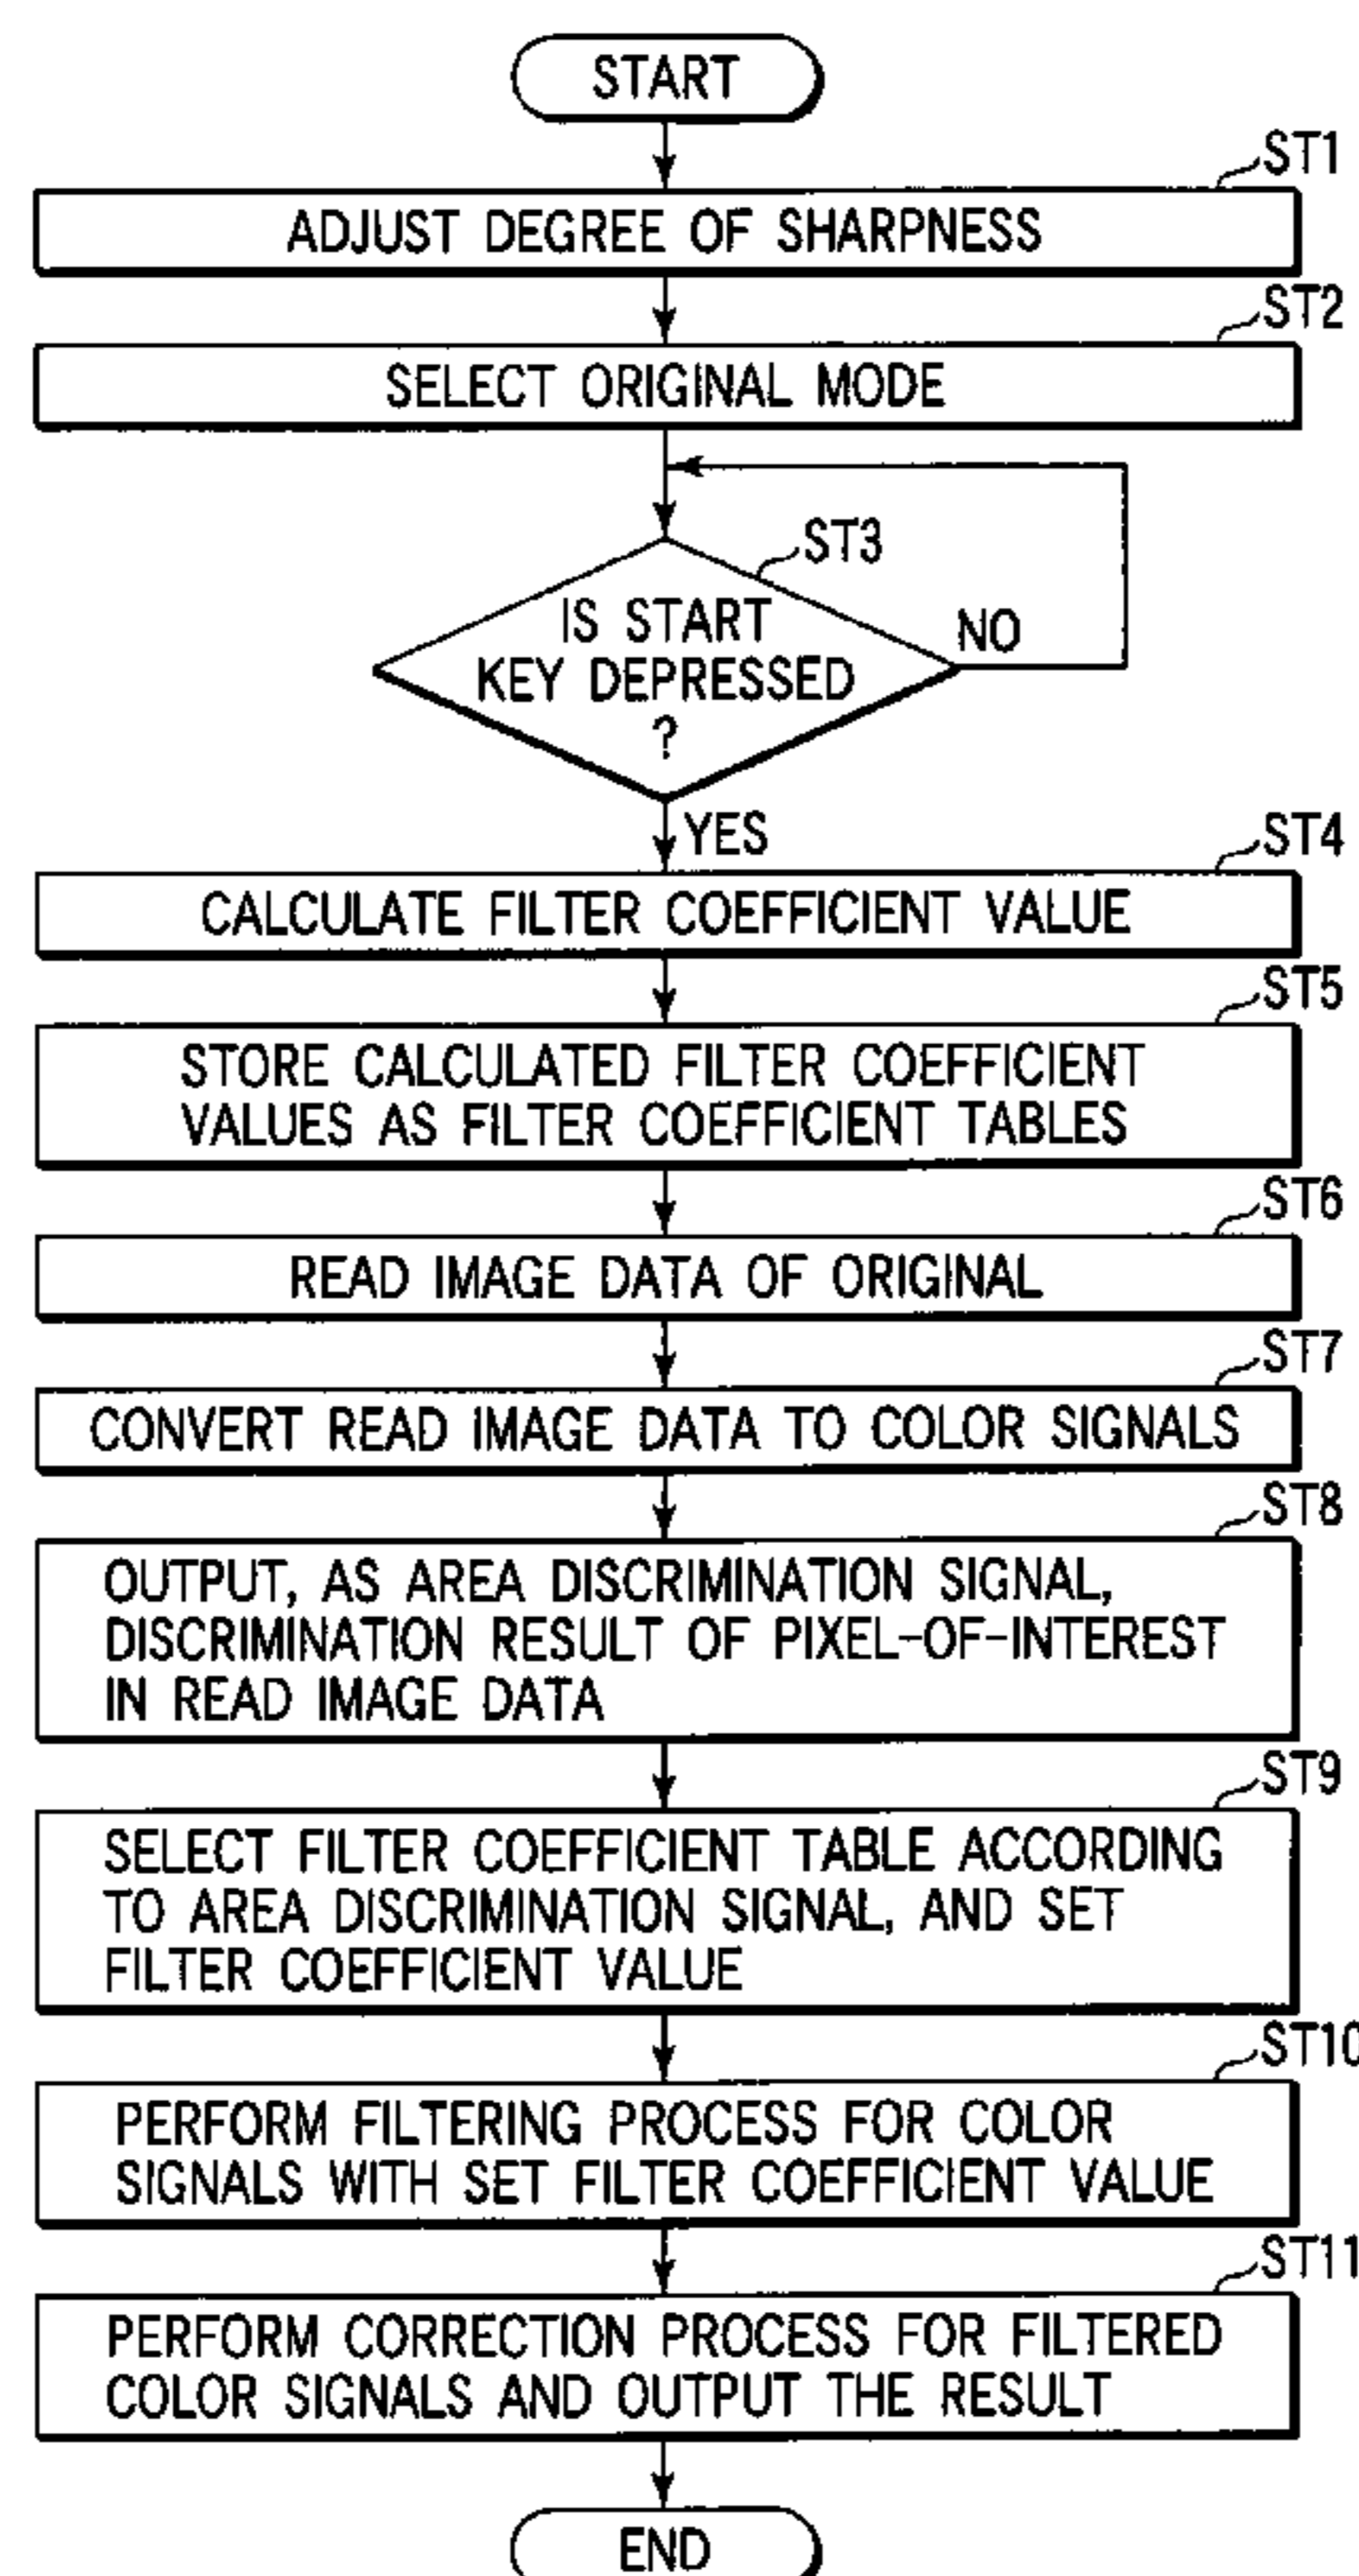 START
ST1
ADJUST DEGREE OF SHARPNESS
ST2
SELECT ORIGINAL MODE
ST3
IS START
KEY DEPRESSED
?
NO
YES
ST4
CALCULATE FILTER COEFFICIENT VALUE
ST5
STORE CALCULATED FILTER COEFFICIENT
VALUES AS FILTER COEFFICIENT TABLES
ST6
READ IMAGE DATA OF ORIGINAL
ST7
CONVERT READ IMAGE DATA TO COLOR SIGNALS
ST8
OUTPUT, AS AREA DISCRIMINATION SIGNAL,
DISCRIMINATION RESULT OF PIXEL-OF-INTEREST
IN READ IMAGE DATA
ST9
SELECT FILTER COEFFICIENT TABLE ACCORDING
TO AREA DISCRIMINATION SIGNAL, AND SET
FILTER COEFFICIENT VALUE
ST10
PERFORM FILTERING PROCESS FOR COLOR
SIGNALS WITH SET FILTER COEFFICIENT VALUE
ST11
PERFORM CORRECTION PROCESS FOR FILTERED
COLOR SIGNALS AND OUTPUT THE RESULT
END